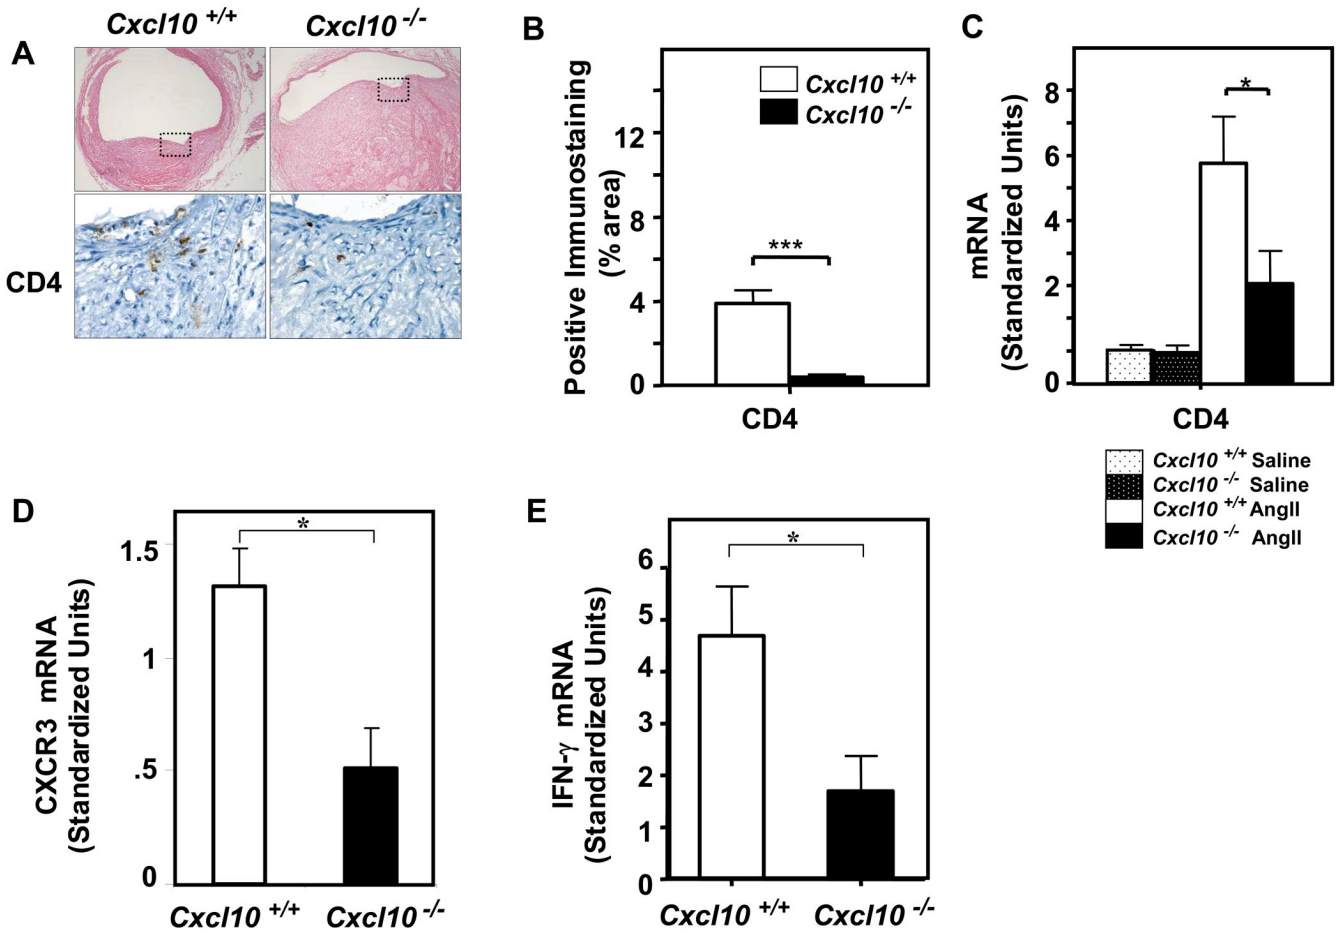 A
Cxcl10 +/+
Cxcl10 -/-
CD4
B
Positive Immunostaining
(% area)
12
8
4
0
Cxcl10 +/+
Cxcl10 -/-
***
CD4
C
mRNA
(Standardized Units)
8
6
4
2
0
*
CD4
Cxcl10 +/+ Saline
Cxcl10 -/- Saline
Cxcl10 +/+ AngII
Cxcl10 -/- AngII
D
CXCR3 mRNA
(Standardized Units)
1.5
1
.5
0
*
Cxcl10 +/+
Cxcl10 -/-
E
IFN-γ mRNA
(Standardized Units)
6
5
4
3
2
1
0
*
Cxcl10 +/+
Cxcl10 -/-